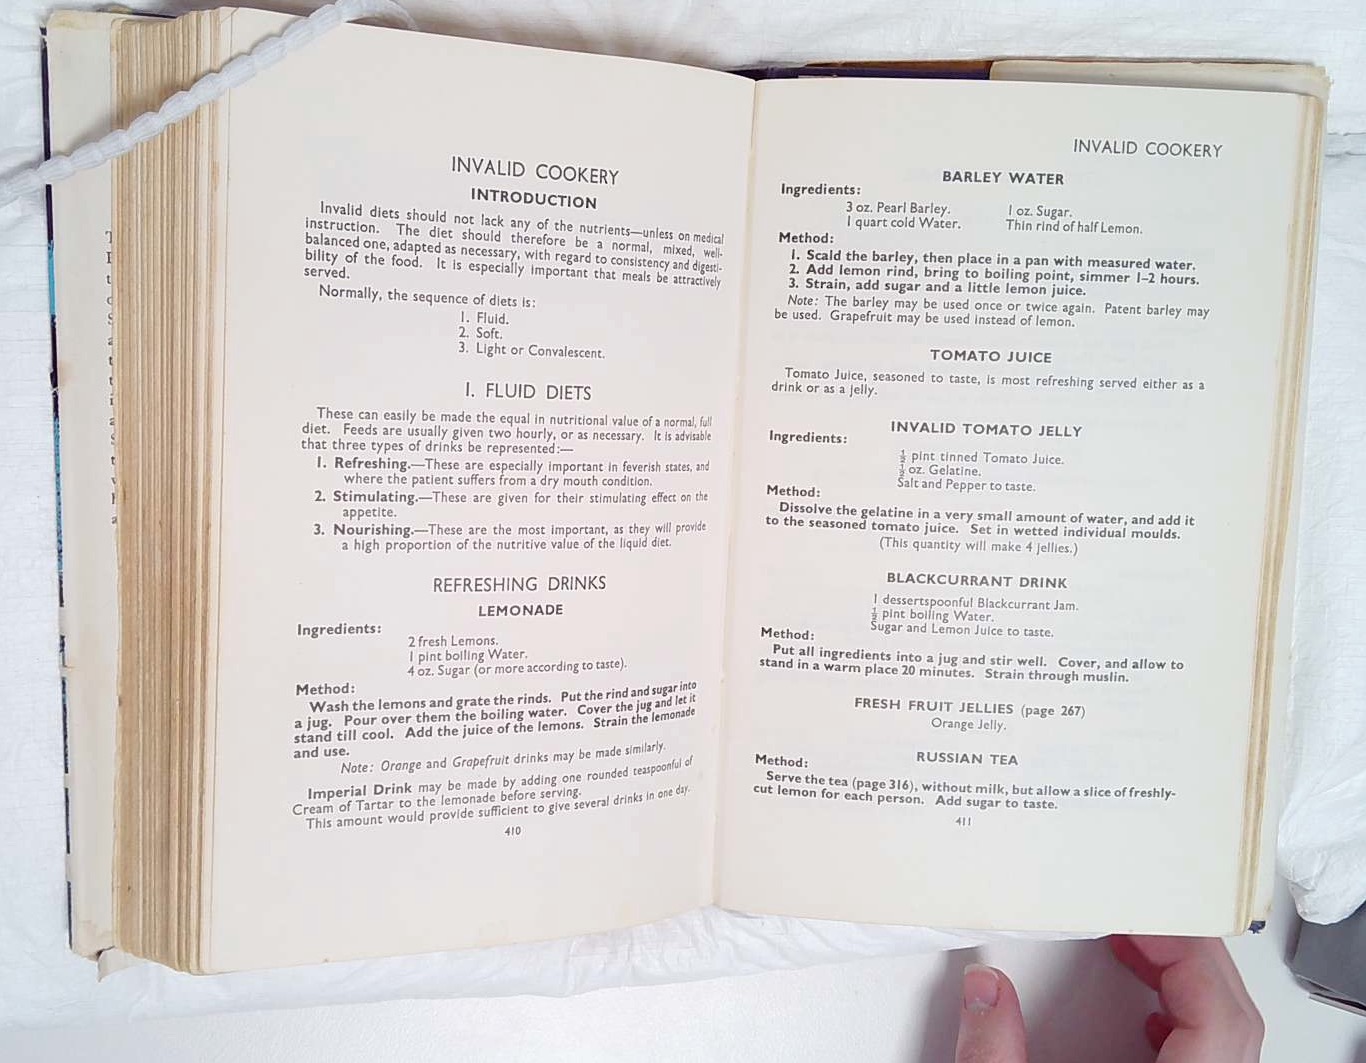 INVALID COOKERY
INTRODUCTION
Invalid diets should not lack any of the nutrients—unless on medical
instruction. The diet should therefore be a normal, mixed, well-
balanced one, adapted as necessary, with regard to consistency and digesti-
bility of the food. It is especially important that meals be attractively
served.
Normally, the sequence of diets is:
1. Fluid.
2. Soft.
3. Light or Convalescent.
I. FLUID DIETS
These can easily be made the equal in nutritional value of a normal, full
diet. Feeds are usually given two hourly, or as necessary. It is advisable
that three types of drinks be represented:—
1. Refreshing.—These are especially important in feverish states, and
where the patient suffers from a dry mouth condition.
2. Stimulating.—These are given for their stimulating effect on the
appetite.
3. Nourishing.—These are the most important, as they will provide
a high proportion of the nutritive value of the liquid diet.
REFRESHING DRINKS
LEMONADE
Ingredients:
2 fresh Lemons.
1 pint boiling Water.
4 oz. Sugar (or more according to taste).
Method:
Wash the lemons and grate the rinds. Put the rind and sugar into
a jug. Pour over them the boiling water. Cover the jug and let it
stand till cool. Add the juice of the lemons. Strain the lemonade
and use.
Note: Orange and Grapefruit drinks may be made similarly.
Imperial Drink may be made by adding one rounded teaspoonful of
Cream of Tartar to the lemonade before serving.
This amount would provide sufficient to give several drinks in one day.
410
INVALID COOKERY
BARLEY WATER
Ingredients:
3 oz. Pearl Barley. 1 oz. Sugar.
1 quart cold Water. Thin rind of half Lemon.
Method:
1. Scald the barley, then place in a pan with measured water.
2. Add lemon rind, bring to boiling point, simmer 1–2 hours.
3. Strain, add sugar and a little lemon juice.
Note: The barley may be used once or twice again. Patent barley may
be used. Grapefruit may be used instead of lemon.
TOMATO JUICE
Tomato Juice, seasoned to taste, is most refreshing served either as a
drink or as a jelly.
INVALID TOMATO JELLY
Ingredients:
½ pint tinned Tomato Juice.
½ oz. Gelatine.
Salt and Pepper to taste.
Method:
Dissolve the gelatine in a very small amount of water, and add it
to the seasoned tomato juice. Set in wetted individual moulds.
(This quantity will make 4 jellies.)
BLACKCURRANT DRINK
1 dessertspoonful Blackcurrant Jam.
½ pint boiling Water.
Sugar and Lemon Juice to taste.
Method:
Put all ingredients into a jug and stir well. Cover, and allow to
stand in a warm place 20 minutes. Strain through muslin.
FRESH FRUIT JELLIES (page 267)
Orange Jelly.
RUSSIAN TEA
Method:
Serve the tea (page 316), without milk, but allow a slice of freshly-
cut lemon for each person. Add sugar to taste.
411